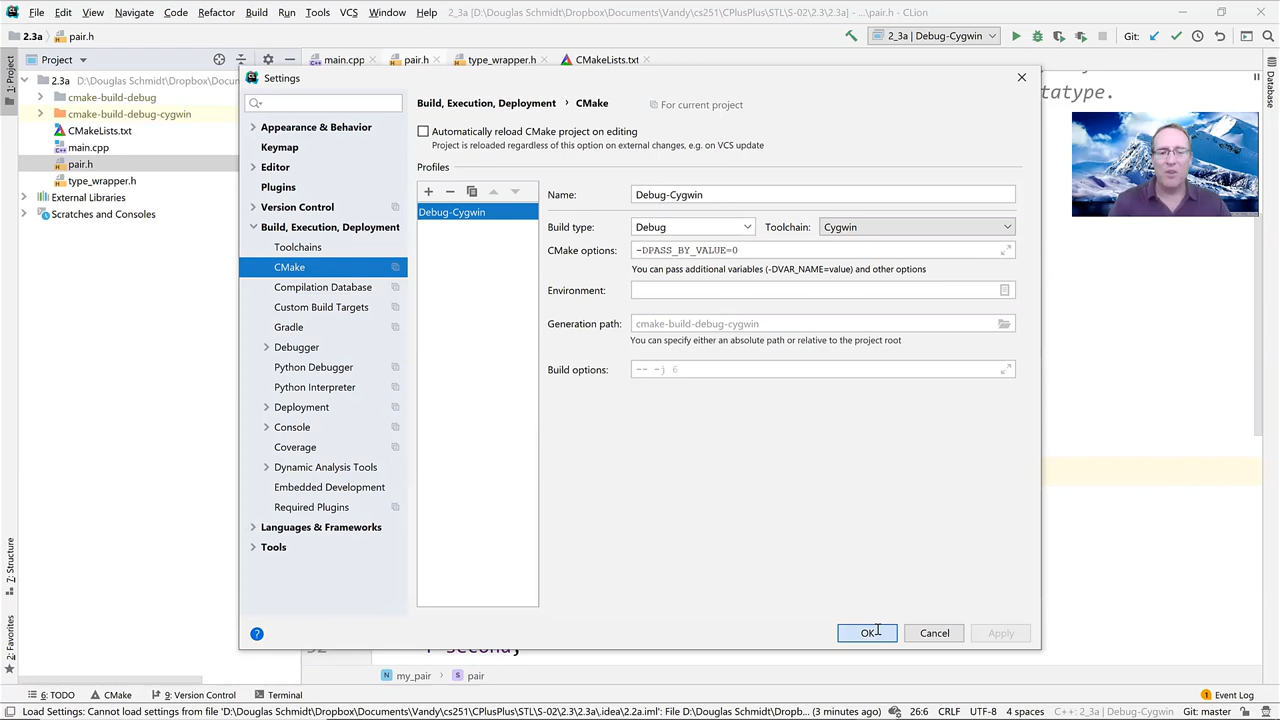 File Edit View Navigate Code Refactor Build Run Tools VCS Window Help 2_3a [D:\Douglas Schmidt\Dropbox\Documents\Vandy\cs251\CPlusPlus\STL\S-02\2.3\2.3a] - ...\pair.h - CLion
2.3a pair.h
2_3a | Debug-Cygwin
Git:
1: Project
Project
main.cpp
pair.h
type_wrapper.h
CMakeLists.txt
Database
2.3a D:\Douglas Schmidt\Dropbox\Docum
cmake-build-debug
cmake-build-debug-cygwin
CMakeLists.txt
main.cpp
pair.h
type_wrapper.h
External Libraries
Scratches and Consoles
tatype.
Settings
Appearance & Behavior
Keymap
Editor
Plugins
Version Control
Build, Execution, Deployment
Toolchains
CMake
Compilation Database
Custom Build Targets
Gradle
Debugger
Python Debugger
Python Interpreter
Deployment
Console
Coverage
Dynamic Analysis Tools
Embedded Development
Required Plugins
Languages & Frameworks
Tools
Build, Execution, Deployment › CMake For current project
Automatically reload CMake project on editing
Project is reloaded regardless of this option on external changes, e.g. on VCS update
Profiles
Debug-Cygwin
Name: Debug-Cygwin
Build type: Debug Toolchain: Cygwin
CMake options: -DPASS_BY_VALUE=0
You can pass additional variables (-DVAR_NAME=value) and other options
Environment:
Generation path: cmake-build-debug-cygwin
You can specify either an absolute path or relative to the project root
Build options: -- -j 6
?
OK Cancel Apply
7: Structure
2: Favorites
my_pair pair
6: TODO CMake 9: Version Control Terminal Event Log
Load Settings: Cannot load settings from file 'D:\Douglas Schmidt\Dropbox\Documents\Vandy\cs251\CPlusPlus\STL\S-02\2.3\2.3a\.idea\2.2a.iml': File D:\Douglas Schmidt\Dropb... (3 minutes ago) 26:6 CRLF UTF-8 4 spaces C++: 2_3a | Debug-Cygwin Git: master